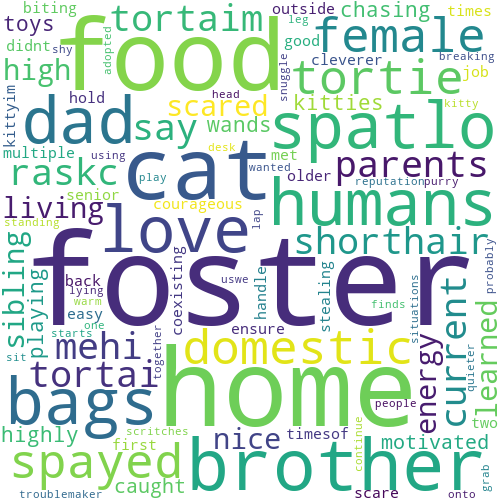 biting
toys
tortaim
leg
outside
chasing
times
didnt
adopted
food
shy
good
cleverer
breaking
female
high
scared
snuggle
kitties
tortie
job
kittyim
hold
head
wands
dad
say
spatlo
multiple
using
desk
met
wanted
reputation
purry
kitty
raskc
play
cat
older
parents
senior
courageous
living
love
lap
humans
standing
shorthair
learned
sibling
playing
back
lying
warm
easy
one
starts
coexisting
foster
uswe
handle
stealing
situations
finds
energy
current
probably
mehi
together
ensure
domestic
quieter
sit
tortai
bags
home
people
two
highly
scritches
first
nice
timesof
continue
motivated
spayed
caught
brother
scare
grab
troublemaker
onto